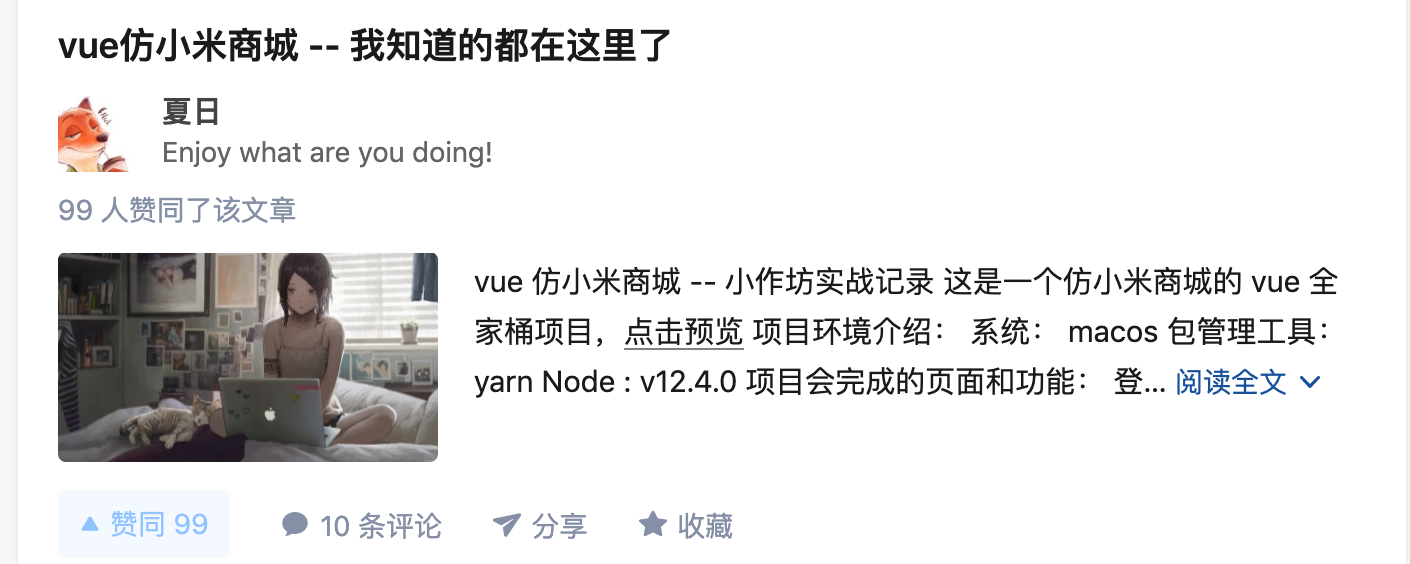 vue仿小米商城 -- 我知道的都在这里了
夏日
Enjoy what are you doing!
99 人赞同了该文章
vue 仿小米商城 -- 小作坊实战记录 这是一个仿小米商城的 vue 全
家桶项目，点击预览 项目环境介绍： 系统： macos 包管理工具：
yarn Node : v12.4.0 项目会完成的页面和功能： 登... 阅读全文
赞同 99
10 条评论
分享
收藏